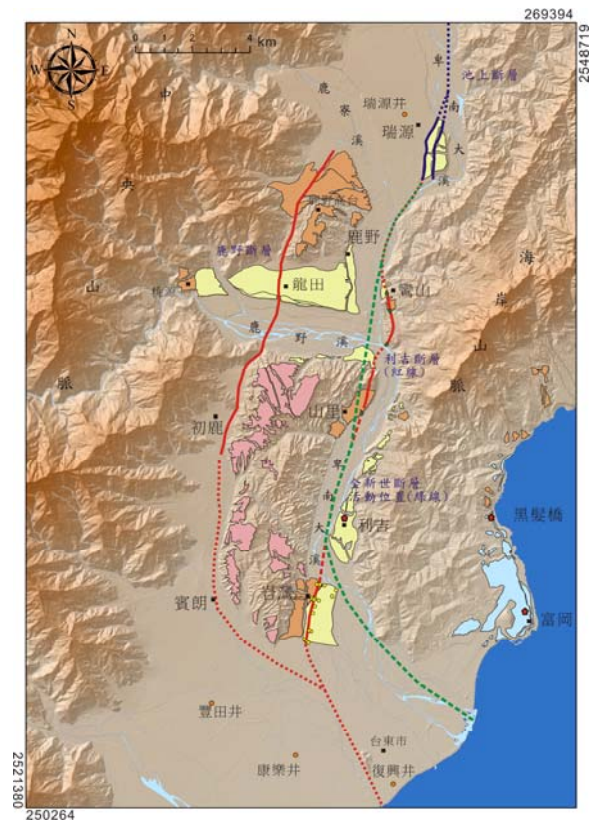 269394
2548719
N
W
E
S
0
2
4
km
鹿
寮
溪
瑞源井
瑞源
卑
南
大
溪
池上斷層
中
央
山
脈
鹿野
鹿野斷層
龍田
鸞山
海
岸
山
脈
鹿
野
溪
利吉斷層
(紅線)
初鹿
山里
卑
南
大
溪
全新世斷層
活動位置(綠線)
利吉
黑髮橋
賓朗
富岡
豐田井
康樂井
台東市
復興井
2521380
250264